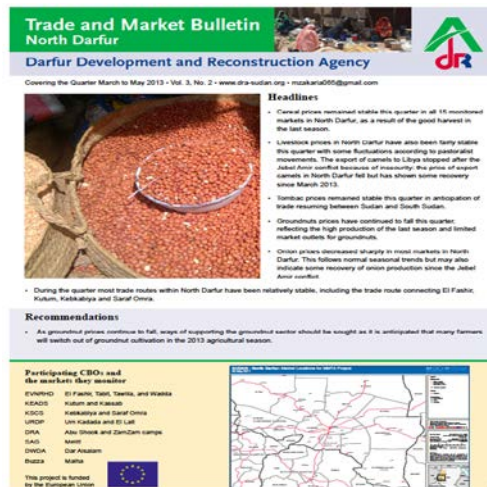 Trade and Market Bulletin
North Darfur
Darfur Development and Reconstruction Agency
Covering the Quarter March to May 2013 • Vol. 3, No. 2 • www.dra-sudan.org • mzakaria066@gmail.com
Headlines
• Cereal prices remained stable this quarter in all 15 monitored
markets in North Darfur, as a result of the good harvest in
the last season.
• Livestock prices in North Darfur have also been fairly stable
this quarter with some fluctuations according to pastoralist
movements. The export of camels to Libya stopped after the
Jebel Amir conflict because of insecurity; the price of export
camels in North Darfur fell but has shown some recovery
since March 2013.
• Tombac prices remained stable this quarter in anticipation of
trade resuming between Sudan and South Sudan.
• Groundnuts prices have continued to fall this quarter,
reflecting the high production of the last season and limited
market outlets for groundnuts.
• Onion prices decreased sharply in most markets in North
Darfur. This follows normal seasonal trends but may also
indicate some recovery of onion production since the Jebel
Amir conflict.
• During the quarter most trade routes within North Darfur have been relatively stable, including the trade route connecting El Fashir,
Kutum, Kebkabiya and Saraf Omra.
Recommendations
• As groundnut prices continue to fall, ways of supporting the groundnut sector should be sought as it is anticipated that many farmers
will switch out of groundnut cultivation in the 2013 agricultural season.
Participating CBOs and
the markets they monitor
EVNRHD El Fashir, Tabit, Tawila, and Wadda
KEADS Kutum and Kassab
KSCS Kebkabiya and Saraf Omra
URDP Um Kadada and El Lait
DRA Abu Shook and ZamZam camps
SAG Mellit
DWDA Dar Alsalam
Buzza Malha
This project is funded
by the European Union
dR